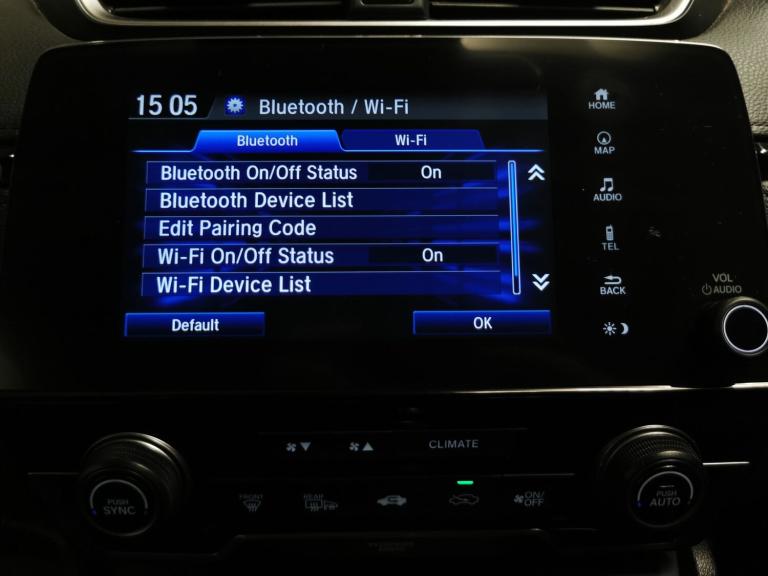 15 05 Bluetooth / Wi-Fi
Bluetooth Wi-Fi
Bluetooth On/Off Status On
Bluetooth Device List
Edit Pairing Code
Wi-Fi On/Off Status On
Wi-Fi Device List
Default OK
HOME
MAP
AUDIO
TEL
BACK
VOL
AUDIO
CLIMATE
PUSH
SYNC
FRONT
REAR
ON/
OFF
PUSH
AUTO